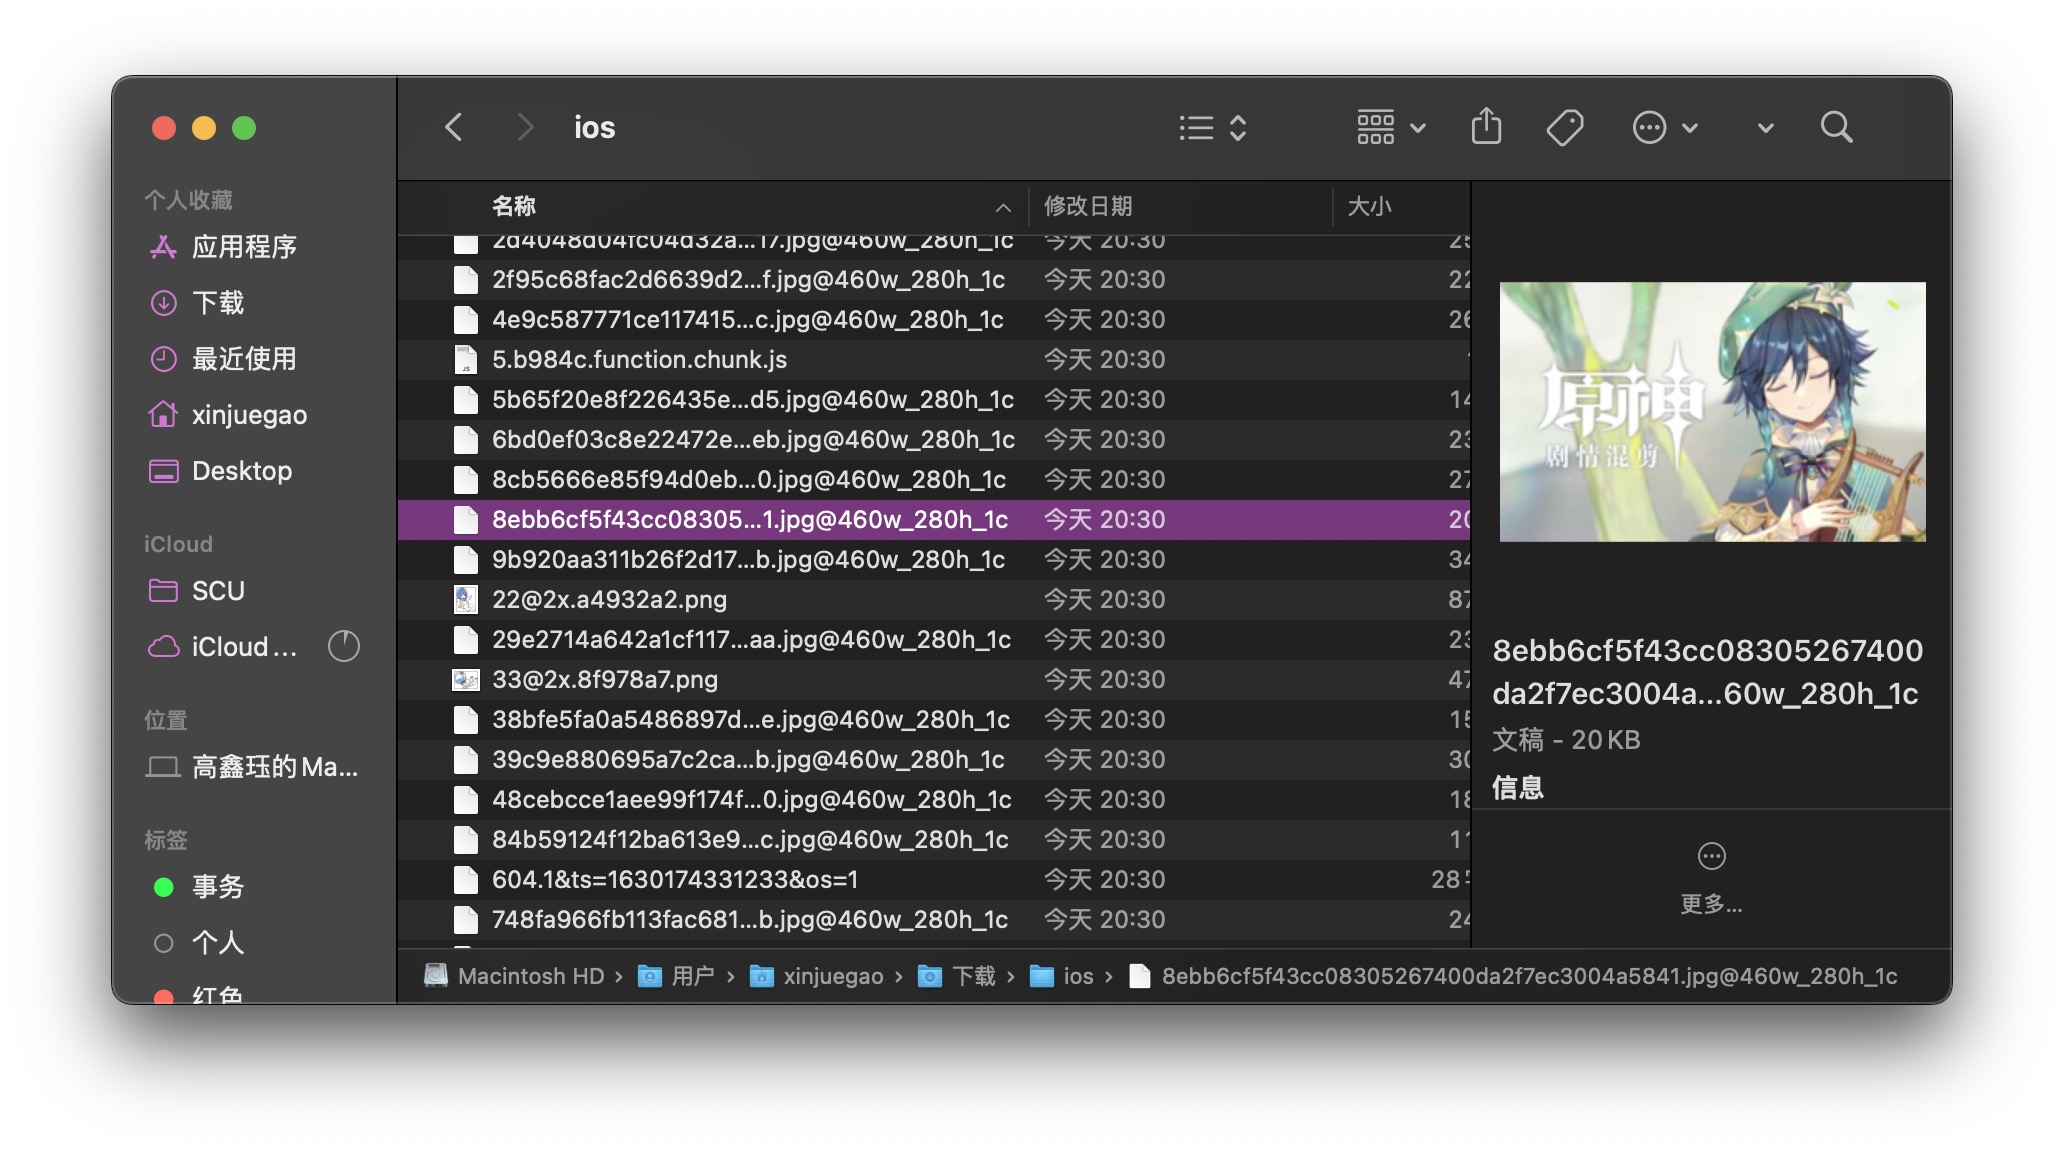 ios
个人收藏
应用程序
下载
最近使用
xinjuegao
Desktop
iCloud
SCU
iCloud...
位置
高鑫珏的Ma...
标签
事务
个人
红色
名称 修改日期 大小
2d4048d04fc04d32a...17.jpg@460w_280h_1c 今天 20:30
2f95c68fac2d6639d2...f.jpg@460w_280h_1c 今天 20:30 22
4e9c587771ce117415...c.jpg@460w_280h_1c 今天 20:30 26
5.b984c.function.chunk.js 今天 20:30
5b65f20e8f226435e...d5.jpg@460w_280h_1c 今天 20:30 14
6bd0ef03c8e22472e...eb.jpg@460w_280h_1c 今天 20:30 23
8cb5666e85f94d0eb...0.jpg@460w_280h_1c 今天 20:30 27
8ebb6cf5f43cc08305...1.jpg@460w_280h_1c 今天 20:30 20
9b920aa311b26f2d17...b.jpg@460w_280h_1c 今天 20:30 34
22@2x.a4932a2.png 今天 20:30 87
29e2714a642a1cf117...aa.jpg@460w_280h_1c 今天 20:30 23
33@2x.8f978a7.png 今天 20:30 47
38bfe5fa0a5486897d...e.jpg@460w_280h_1c 今天 20:30 15
39c9e880695a7c2ca...b.jpg@460w_280h_1c 今天 20:30 30
48cebcce1aee99f174f...0.jpg@460w_280h_1c 今天 20:30 18
84b59124f12ba613e9...c.jpg@460w_280h_1c 今天 20:30 11
604.1&ts=1630174331233&os=1 今天 20:30 28
748fa966fb113fac681...b.jpg@460w_280h_1c 今天 20:30 24
原神
剧情混剪
8ebb6cf5f43cc08305267400
da2f7ec3004a...60w_280h_1c
文稿 - 20 KB
信息
更多...
Macintosh HD › 用户 › xinjuegao › 下载 › ios › 8ebb6cf5f43cc08305267400da2f7ec3004a5841.jpg@460w_280h_1c